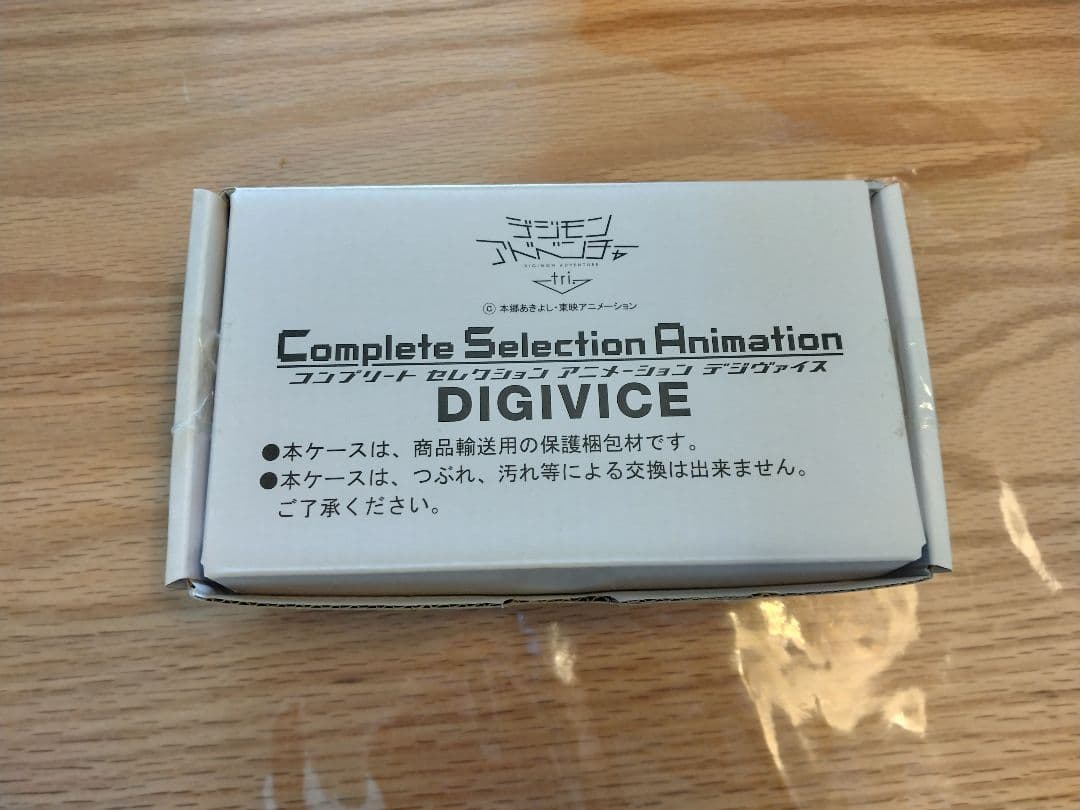 デジモン
アドベンチャー
DIGIMON ADVENTURE
tri.
© 本郷あきよし・東映アニメーション
Complete Selection Animation
コンプリート セレクション アニメーション デジヴァイス
DIGIVICE
●本ケースは、商品輸送用の保護梱包材です。
●本ケースは、つぶれ、汚れ等による交換は出来ません。
ご了承ください。